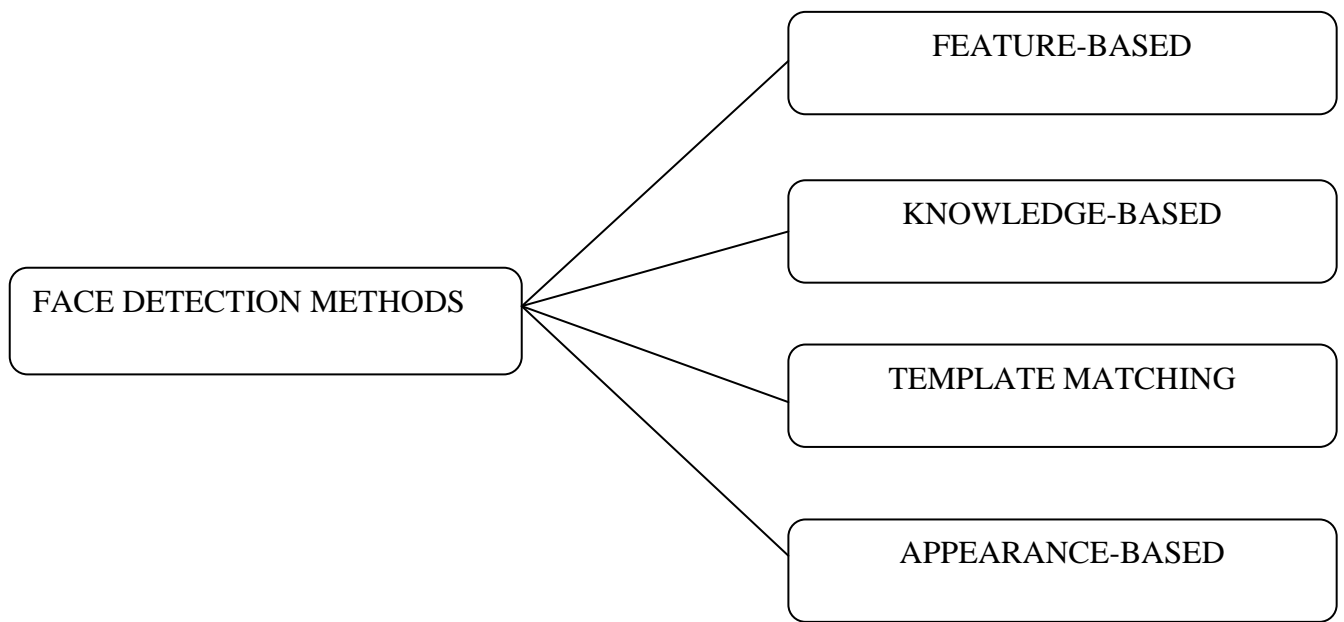 FEATURE-BASED
KNOWLEDGE-BASED
FACE DETECTION METHODS
TEMPLATE MATCHING
APPEARANCE-BASED